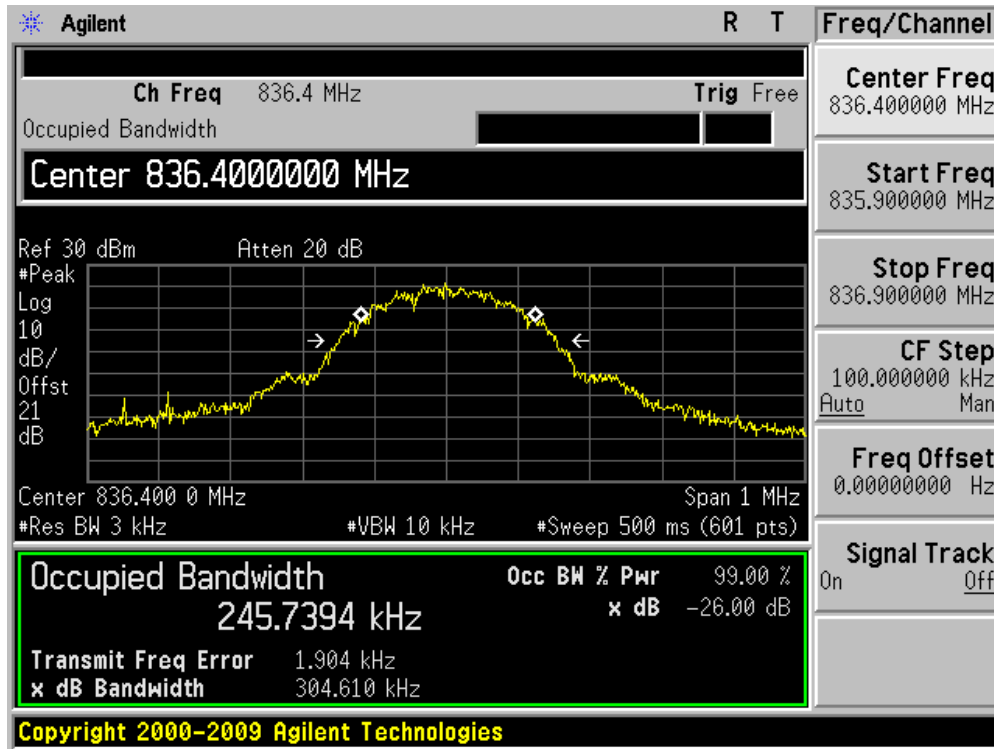 Agilent
R T
Freq/Channel
Ch Freq 836.4 MHz
Trig Free
Occupied Bandwidth
Center 836.4000000 MHz
Ref 30 dBm
Atten 20 dB
#Peak
Log
10
dB/
Offst
21
dB
Center 836.400 0 MHz
Span 1 MHz
#Res BW 3 kHz
#VBW 10 kHz
#Sweep 500 ms (601 pts)
Occupied Bandwidth
245.7394 kHz
Occ BW % Pwr 99.00 %
x dB -26.00 dB
Transmit Freq Error 1.904 kHz
x dB Bandwidth 304.610 kHz
Copyright 2000-2009 Agilent Technologies
Center Freq
836.400000 MHz
Start Freq
835.900000 MHz
Stop Freq
836.900000 MHz
CF Step
100.000000 kHz
Auto Man
Freq Offset
0.00000000 Hz
Signal Track
On Off